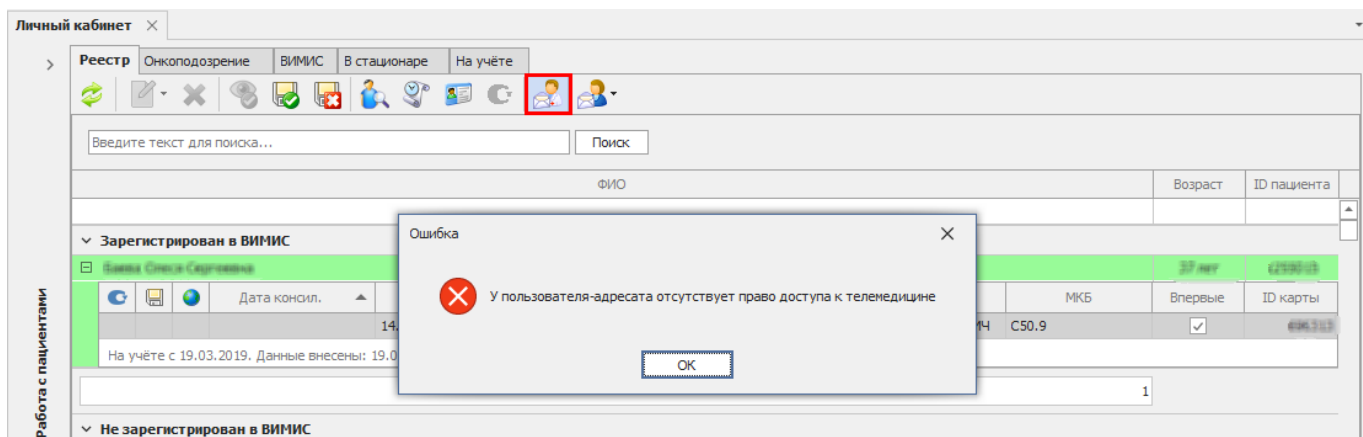 Личный кабинет
Реестр Онкоподозрение ВИМИС В стационаре На учёте
Введите текст для поиска... Поиск
ФИО Возраст ID пациента
Ошибка
Зарегистрирован в ВИМИС
У пользователя-адресата отсутствует право доступа к телемедицине
Дата консил. МКБ Впервые ID карты
14. ИЧ C50.9
На учёте с 19.03.2019. Данные внесены: 19.0
ОК
1
Не зарегистрирован в ВИМИС
Работа с пациентами